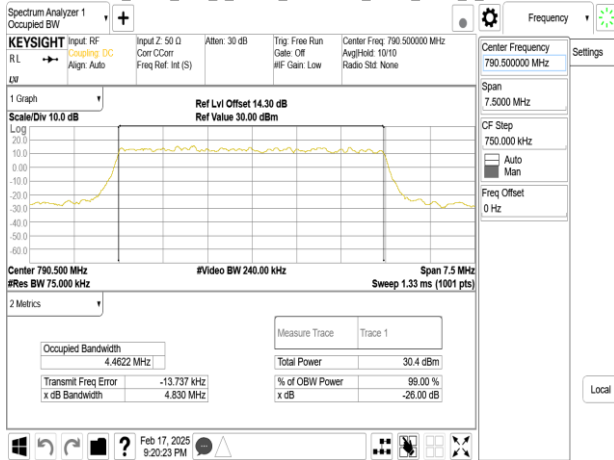 Spectrum Analyzer 1
Occupied BW
Frequency
KEYSIGHT
RL
Input: RF
Coupling: DC
Align: Auto
Input Z: 50 Ω
Corr CCorr
Freq Ref: Int (S)
Atten: 30 dB
Trig: Free Run
Gate: Off
#IF Gain: Low
Center Freq: 790.500000 MHz
Avg|Hold: 10/10
Radio Std: None
LXI
Center Frequency
790.500000 MHz
Settings
Span
7.5000 MHz
CF Step
750.000 kHz
Auto
Man
Freq Offset
0 Hz
Local
1 Graph
Scale/Div 10.0 dB
Ref Lvl Offset 14.30 dB
Ref Value 30.00 dBm
Log
20.0
10.0
0.00
-10.0
-20.0
-30.0
-40.0
-50.0
-60.0
Center 790.500 MHz
#Video BW 240.00 kHz
Span 7.5 MHz
#Res BW 75.000 kHz
Sweep 1.33 ms (1001 pts)
2 Metrics
Measure Trace
Trace 1
Occupied Bandwidth
4.4622 MHz
Total Power
30.4 dBm
Transmit Freq Error
-13.737 kHz
% of OBW Power
99.00 %
x dB Bandwidth
4.830 MHz
x dB
-26.00 dB
?
Feb 17, 2025
9:20:23 PM